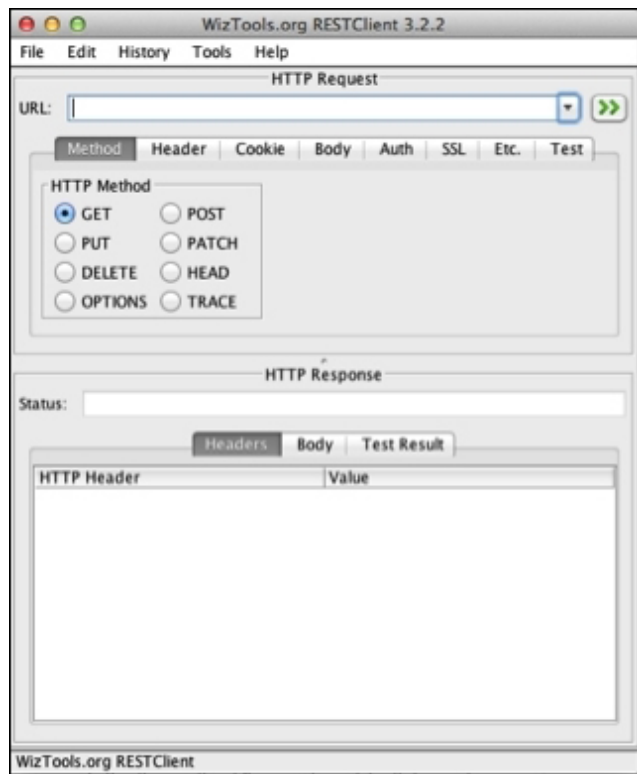 WizTools.org RESTClient 3.2.2
File Edit History Tools Help
HTTP Request
URL:
Method Header Cookie Body Auth SSL Etc. Test
HTTP Method
GET POST
PUT PATCH
DELETE HEAD
OPTIONS TRACE
HTTP Response
Status:
Headers Body Test Result
HTTP Header Value
WizTools.org RESTClient